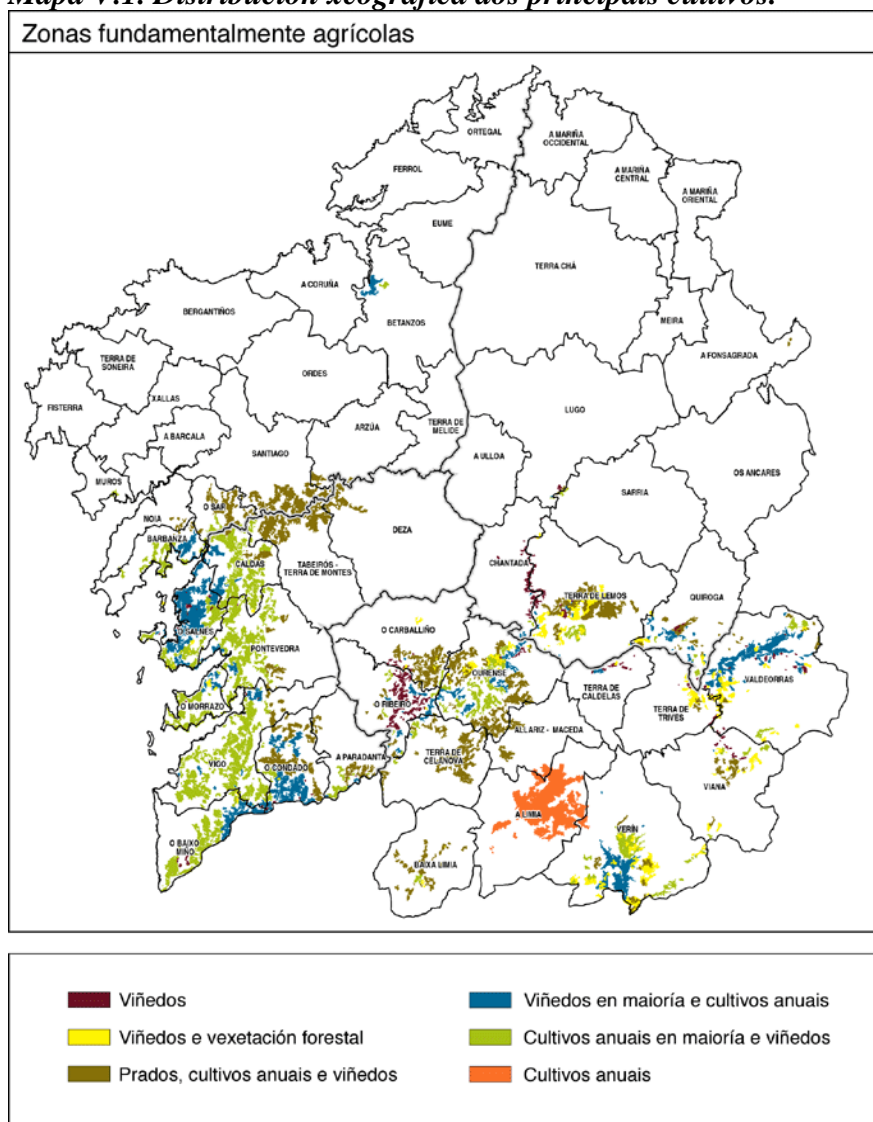 Mapa V.1. Distribución xeográfica dos principais cultivos.
Zonas fundamentalmente agrícolas
ORTEGAL
A MARIÑA
OCCIDENTAL
FERROL
A MARIÑA
CENTRAL
A MARIÑA
ORIENTAL
EUME
TERRA CHÁ
A CORUÑA
BERGANTIÑOS
BETANZOS
MEIRA
A FONSAGRADA
TERRA DE
SONEIRA
ORDES
XALLAS
FISTERRA
LUGO
A BARCALA
ARZÚA
TERRA DE
MELIDE
SANTIAGO
A ULLOA
OS ANCARES
MUROS
SARRIA
O SAR
NOIA
BARBANZA
DEZA
CALDAS
TABEIRÓS -
TERRA DE MONTES
CHANTADA
TERRA DE LEMOS
QUIROGA
O SALNÉS
O CARBALLIÑO
PONTEVEDRA
OURENSE
VALDEORRAS
O MORRAZO
O RIBEIRO
TERRA DE
CALDELAS
TERRA DE
TRIVES
ALLARIZ - MACEDA
VIGO
O CONDADO
A PARADANTA
TERRA DE
CELANOVA
VIANA
A LIMIA
VERÍN
O BAIXO
MIÑO
BAIXA LIMIA
Viñedos
Viñedos en maioría e cultivos anuais
Viñedos e vexetación forestal
Cultivos anuais en maioría e viñedos
Prados, cultivos anuais e viñedos
Cultivos anuais